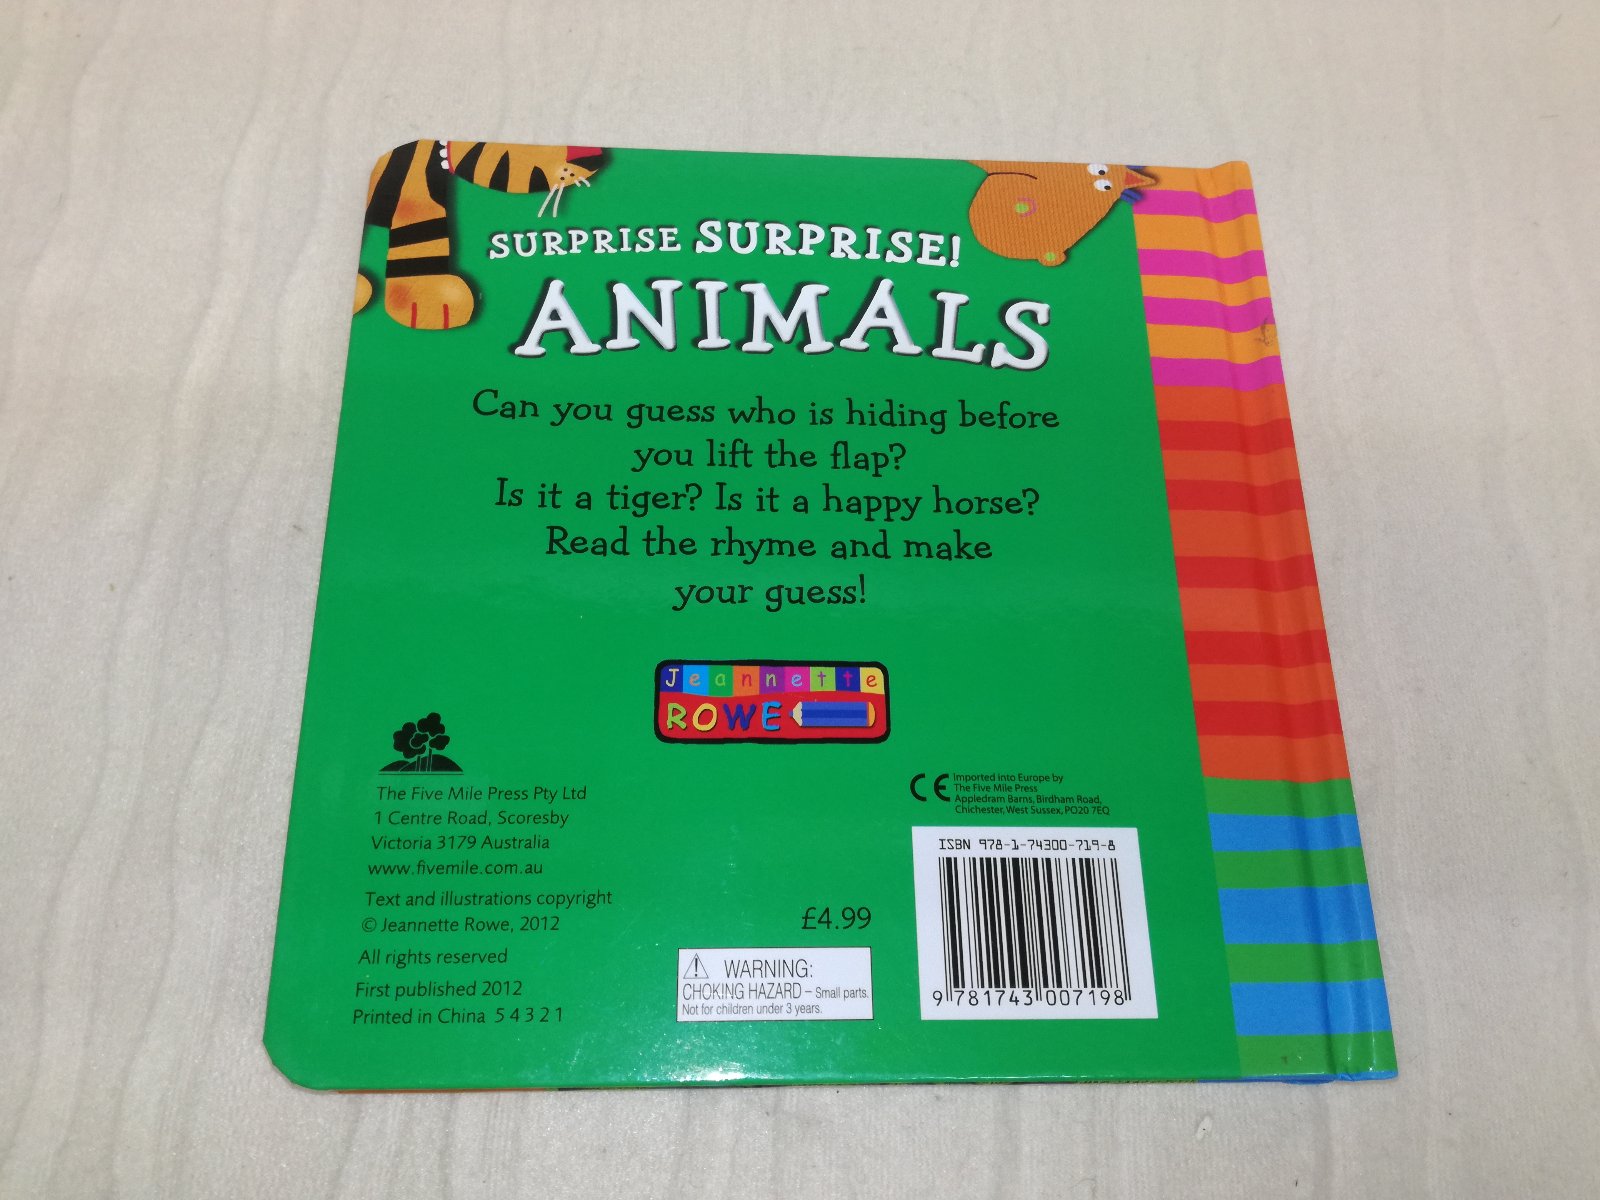 SURPRISE SURPRISE!
ANIMALS
Can you guess who is hiding before
you lift the flap?
Is it a tiger? Is it a happy horse?
Read the rhyme and make
your guess!
Jeannette
ROWE
The Five Mile Press Pty Ltd
1 Centre Road, Scoresby
Victoria 3179 Australia
www.fivemile.com.au
Text and illustrations copyright
© Jeannette Rowe, 2012
All rights reserved
First published 2012
Printed in China 5 4 3 2 1
£4.99
WARNING:
CHOKING HAZARD – Small parts.
Not for children under 3 years.
CE
Imported into Europe by
The Five Mile Press
Appledram Barns, Birdham Road,
Chichester, West Sussex, PO20 7EQ
ISBN 978-1-74300-719-8
9 781743 007198